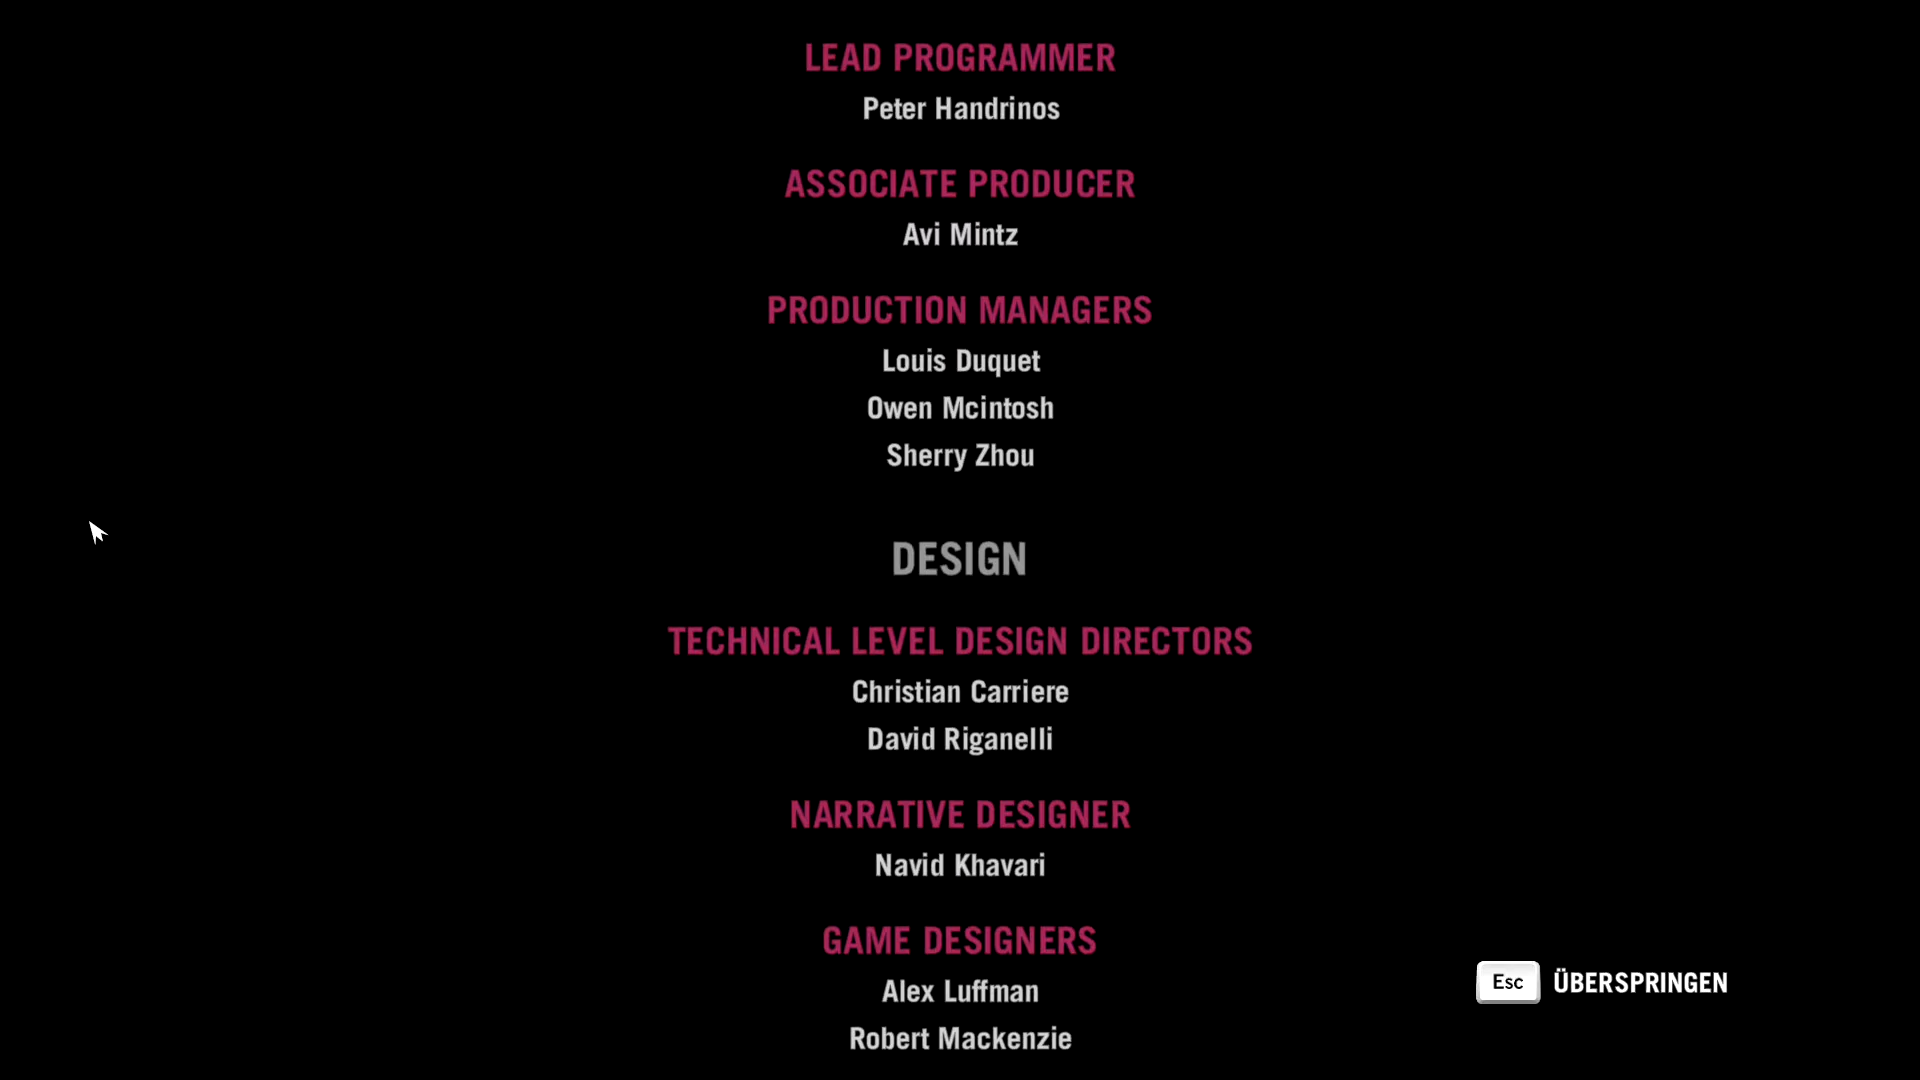 LEAD PROGRAMMER
Peter Handrinos
ASSOCIATE PRODUCER
Avi Mintz
PRODUCTION MANAGERS
Louis Duquet
Owen Mcintosh
Sherry Zhou
DESIGN
TECHNICAL LEVEL DESIGN DIRECTORS
Christian Carriere
David Riganelli
NARRATIVE DESIGNER
Navid Khavari
GAME DESIGNERS
Alex Luffman
Robert Mackenzie
Esc ÜBERSPRINGEN